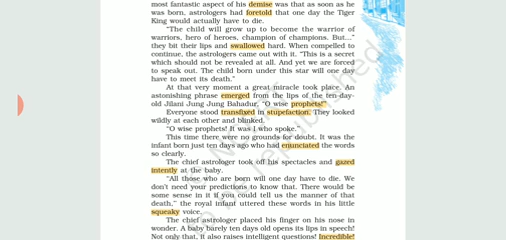 most fantastic aspect of his demise was that as soon as he
was born, astrologers had foretold that one day the Tiger
King would actually have to die.
"The child will grow up to become the warrior of
warriors, hero of heroes, champion of champions. But..."
they bit their lips and swallowed hard. When compelled to
continue, the astrologers came out with it. "This is a secret
which should not be revealed at all. And yet we are forced
to speak out. The child born under this star will one day
have to meet its death."
At that very moment a great miracle took place. An
astonishing phrase emerged from the lips of the ten-day-
old Jilani Jung Jung Bahadur, "O wise prophets!"
Everyone stood transfixed in stupefaction. They looked
wildly at each other and blinked.
"O wise prophets! It was I who spoke."
This time there were no grounds for doubt. It was the
infant born just ten days ago who had enunciated the words
so clearly.
The chief astrologer took off his spectacles and gazed
intently at the baby.
"All those who are born will one day have to die. We
don't need your predictions to know that. There would be
some sense in it if you could tell us the manner of that
death," the royal infant uttered these words in his little
squeaky voice.
The chief astrologer placed his finger on his nose in
wonder. A baby barely ten days old opens its lips in speech!
Not only that, it also raises intelligent questions! Incredible!